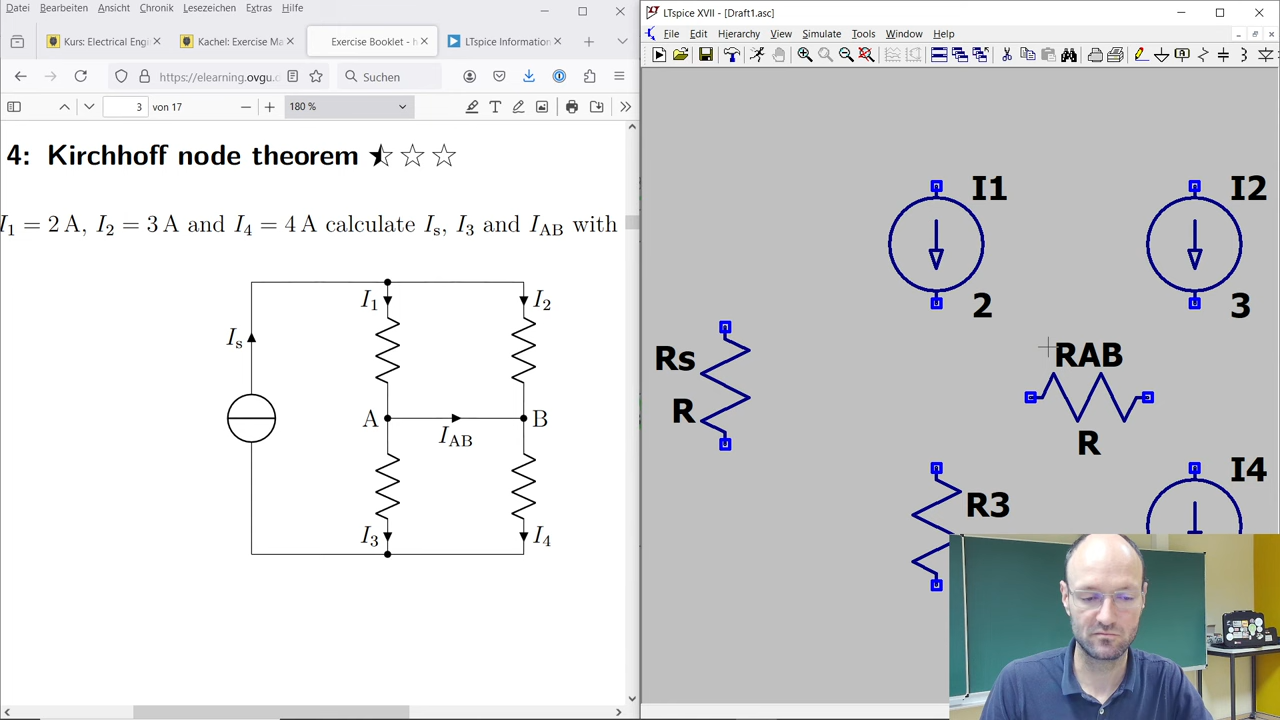 Datei Bearbeiten Ansicht Chronik Lesezeichen Extras Hilfe
Kurs: Electrical Eng
Kapitel: Exercise Ma
Exercise Booklet - h
LTspice Information
https://elearning.ovgu.
Suchen
3 von 17
180 %
4: Kirchhoff node theorem
I₁ = 2 A, I₂ = 3 A and I₄ = 4 A calculate Iₛ, I₃ and I_AB with
I₁
I₂
Iₛ
A
B
I_AB
I₃
I₄
LTspice XVII - [Draft1.asc]
File Edit Hierarchy View Simulate Tools Window Help
I1
I2
2
3
Rs
R
RAB
R
I4
R3